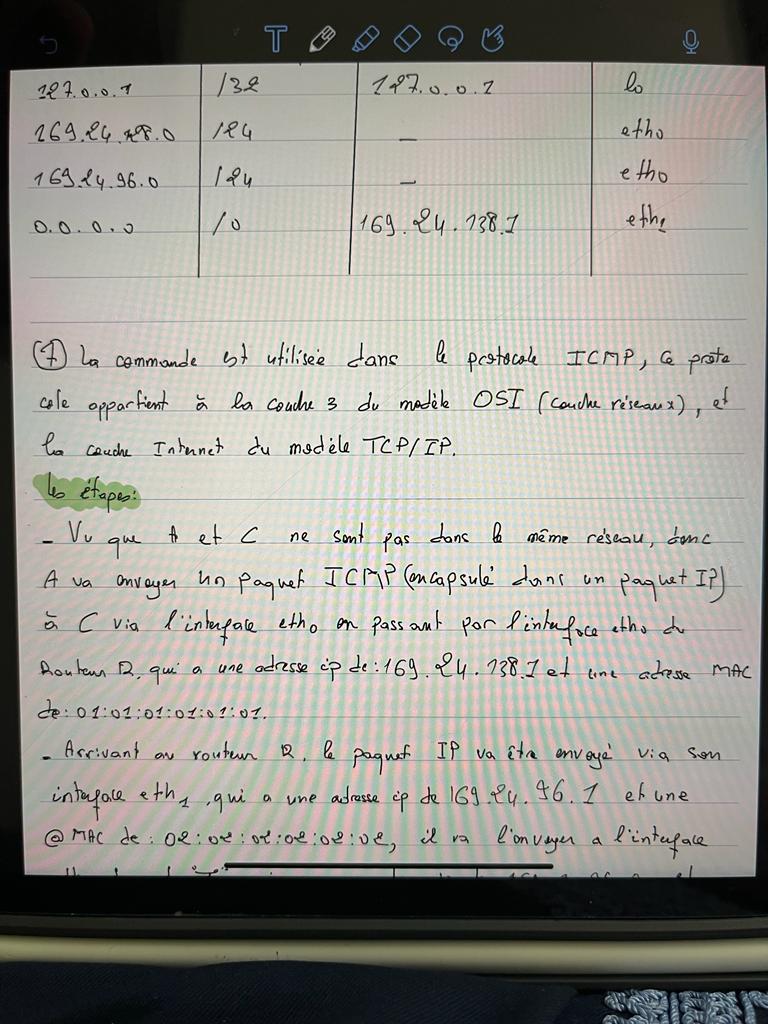 127.0.0.1 /32 127.0.0.1 lo
169.24.128.0 /24 – eth0
169.24.96.0 /24 – eth0
0.0.0.0 /0 169.24.138.1 eth1
⑦ La commande est utilisée dans le protocole ICMP, ce proto
cole appartient à la couche 3 du modèle OSI (couche réseaux), et
la couche Internet du modèle TCP/IP.
les étapes:
- Vu que A et C ne sont pas dans le même réseau, donc
A va envoyer un paquet ICMP (encapsulé dans un paquet IP)
à C via l'interface eth0 en passant par l'interface eth0 du
Routeur R, qui a une adresse ip de : 169.24.138.1 et une adresse MAC
de : 01:01:01:01:01:01.
- Arrivant au routeur R, le paquet IP va être envoyé via son
interface eth1, qui a une adresse ip de 169.24.96.1 et une
@ MAC de : 02:02:02:02:02:02, il va l'envoyer a l'interface